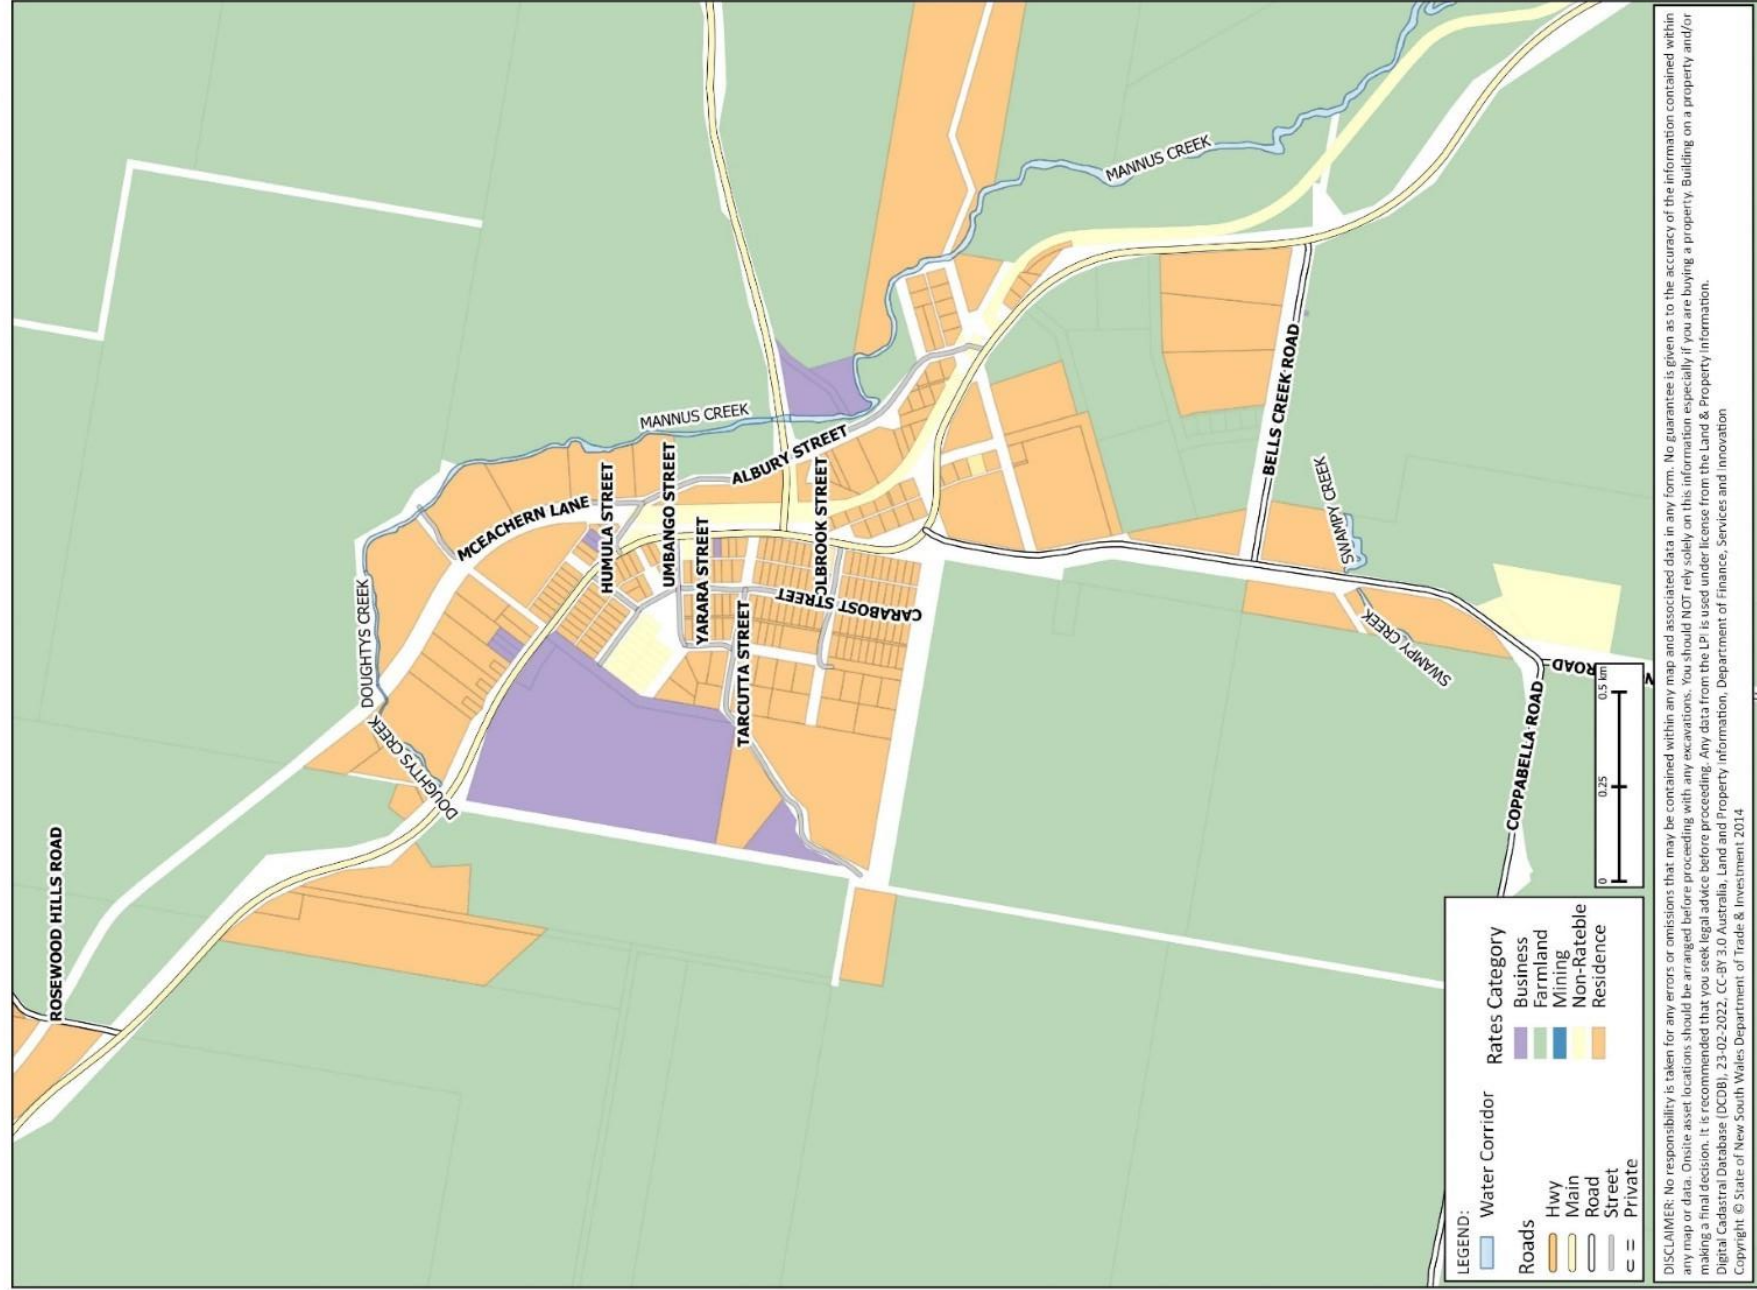 ROSEWOOD HILLS ROAD
DOUGHTYS CREEK
DOUGHTYS CREEK
MCEACHERN LANE
HUMULA STREET
MANNUS CREEK
UMBANGO STREET
YARARA STREET
ALBURY STREET
TARCUTTA STREET
OLBROOK STREET
CARABOST STREET
MANNUS CREEK
BELLS CREEK ROAD
SWAMPY CREEK
SWAMPY CREEK
COPPABELLA ROAD
ROAD
0 0.25 0.5 km
LEGEND:
Water Corridor
Roads
Hwy
Main
Road
Street
Private
Rates Category
Business
Farmland
Mining
Non-Rateble
Residence
DISCLAIMER: No responsibility is taken for any errors or omissions that may be contained within any map and associated data in any form. No guarantee is given as to the accuracy of the information contained within
any map or data. Onsite asset locations should be arranged before proceeding with any excavations. You should NOT rely solely on this information especially if you are buying a property. Building on a property and/or
making a final decision. It is recommended that you seek legal advice before proceeding. Any data from the LPI is used under license from the Land & Property Information.
Digital Cadastral Database (DCDB), 23-02-2022, CC-BY 3.0 Australia, Land and Property Information, Department of Finance, Services and Innovation
Copyright © State of New South Wales Department of Trade & Investment 2014